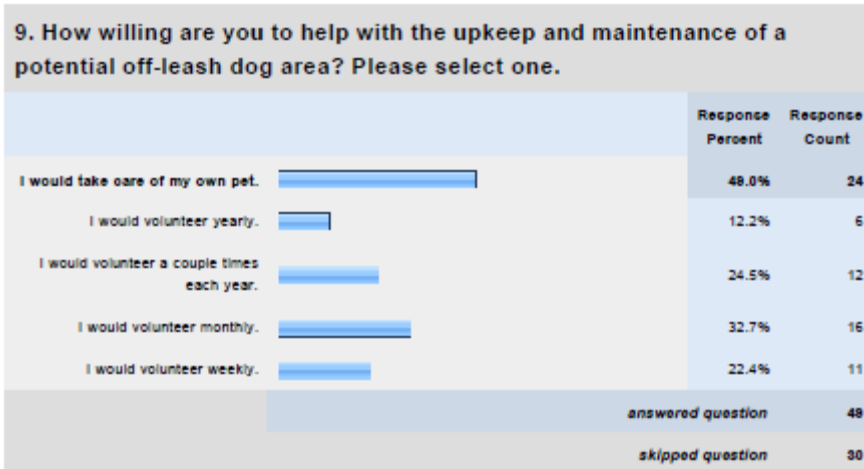 9. How willing are you to help with the upkeep and maintenance of a
potential off-leash dog area? Please select one.
Response Percent Response Count
I would take care of my own pet. 49.0% 24
I would volunteer yearly. 12.2% 6
I would volunteer a couple times each year. 24.5% 12
I would volunteer monthly. 32.7% 16
I would volunteer weekly. 22.4% 11
answered question 49
skipped question 30